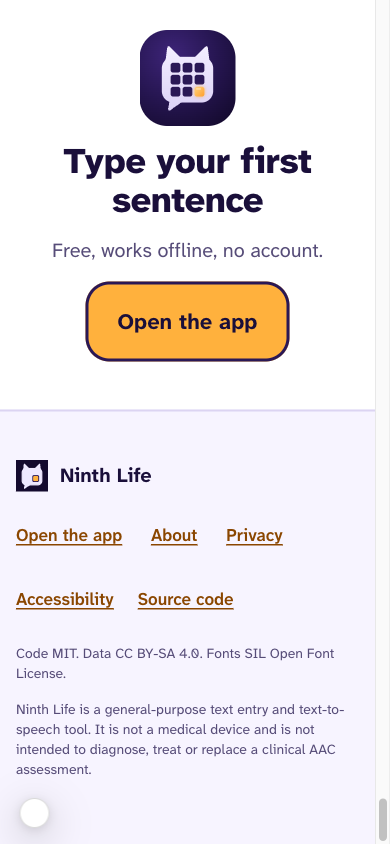 Type your first
sentence
Free, works offline, no account.
Open the app
Ninth Life
Open the app About Privacy
Accessibility Source code
Code MIT. Data CC BY-SA 4.0. Fonts SIL Open Font
License.
Ninth Life is a general-purpose text entry and text-to-
speech tool. It is not a medical device and is not
intended to diagnose, treat or replace a clinical AAC
assessment.